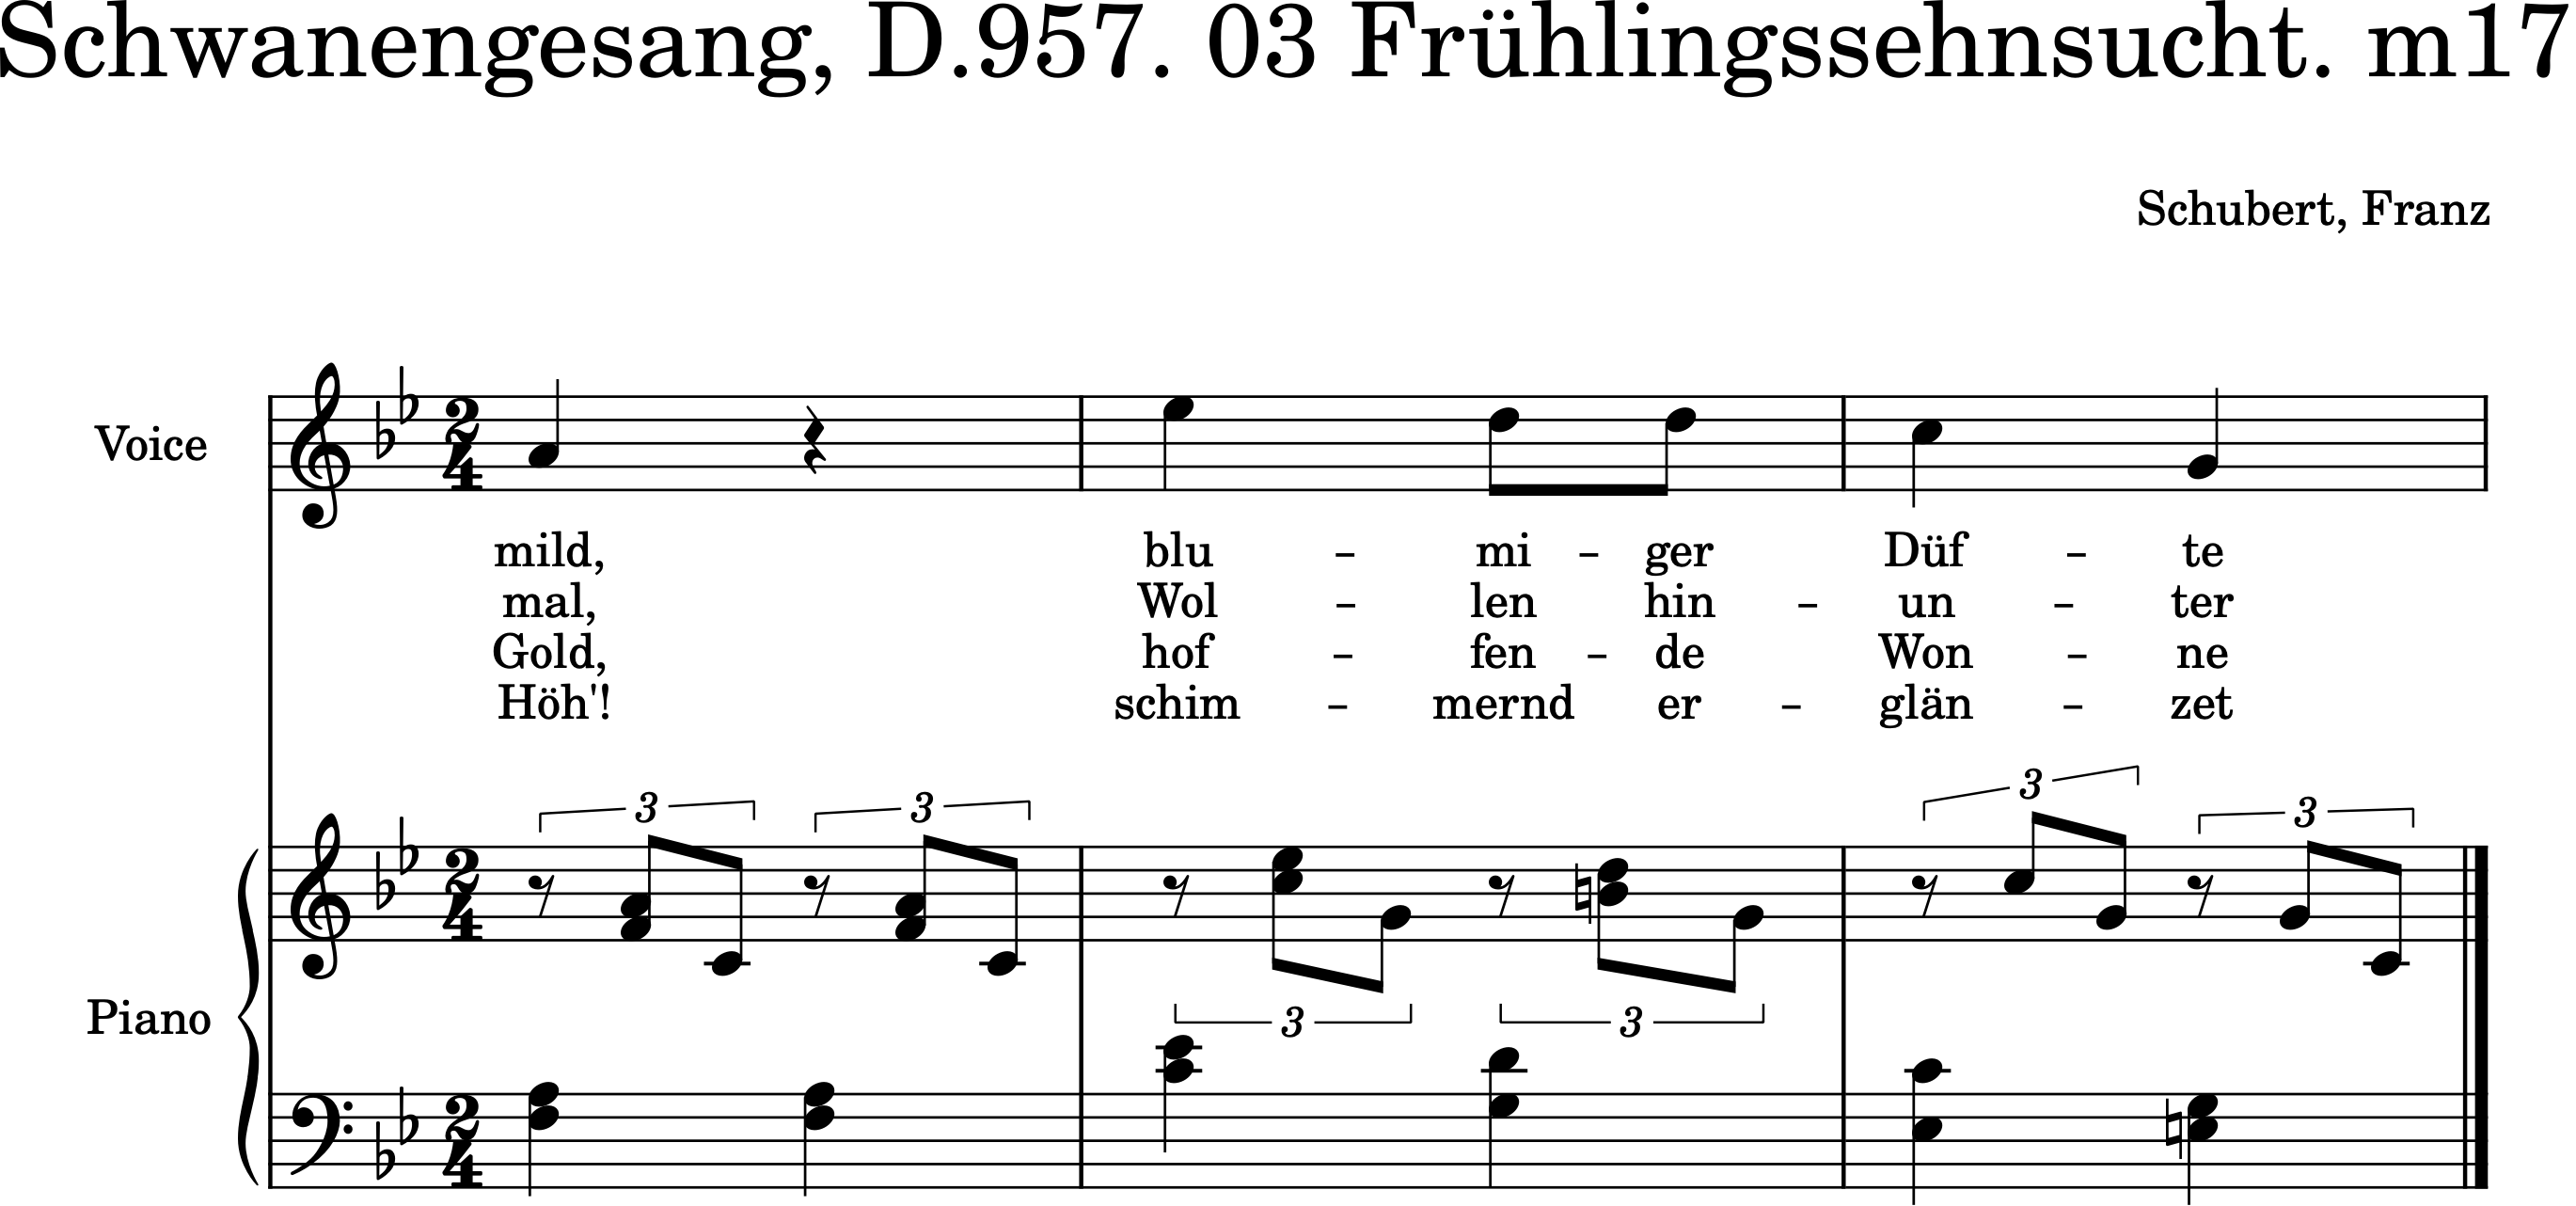 Schwanengesang, D.957. 03 Frühlingssehnsucht. m17
Schubert, Franz
Voice
mild, blu – mi – ger Düf – te
mal, Wol – len hin – un – ter
Gold, hof – fen – de Won – ne
Höh'! schim – mernd er – glän – zet
3 3 3 3
Piano
3 3